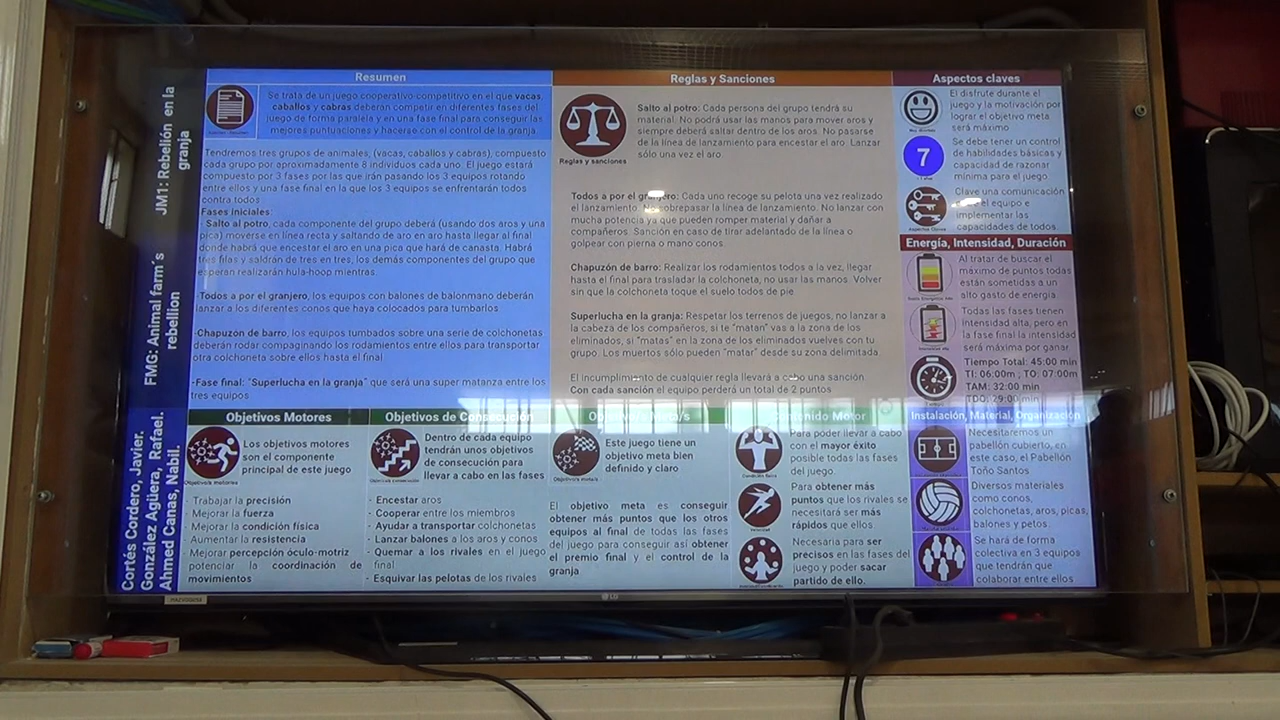 JM1: Rebelión en la
granja
FMG: Animal farm´s
rebellion
Cortés Cordero, Javier.
González Agüera, Rafael.
Ahmed Canas, Nabil.
Resumen
Se trata de un juego cooperativo-competitivo en el que vacas,
caballos y cabras deberán competir en diferentes fases del
juego de forma paralela y en una fase final para conseguir las
mejores puntuaciones y hacerse con el control de la granja.
Tendremos tres grupos de animales, (vacas, caballos y cabras), compuesto
cada grupo por aproximadamente 8 individuos cada uno. El juego estará
compuesto por 3 fases por las que irán pasando los 3 equipos rotando
entre ellos y una fase final en la que los 3 equipos se enfrentarán todos
contra todos
Fases iniciales:
Salto al potro, cada componente del grupo deberá (usando dos aros y una
pica) moverse en línea recta y saltando de aro en aro hasta llegar al final
donde habrá que encestar el aro en una pica que hará de canasta. Habrá
tres filas y saldrán de tres en tres, los demás componentes del grupo que
esperan realizarán hula-hoop mientras.
-Todos a por el granjero, los equipos con balones de balonmano deberán
lanzar a los diferentes conos que haya colocados para tumbarlos
-Chapuzón de barro, los equipos tumbados sobre una serie de colchonetas
deberán rodar compaginando los rodamientos entre ellos para transportar
otra colchoneta sobre ellos hasta el final
-Fase final: "Superlucha en la granja" que será una super matanza entre los
tres equipos
Reglas y Sanciones
Reglas y sanciones
Salto al potro: Cada persona del grupo tendrá su
material. No podrá usar las manos para mover aros y
siempre deberá saltar dentro de los aros. No pasarse
de la línea de lanzamiento para encestar el aro. Lanzar
sólo una vez el aro.
Todos a por el granjero: Cada uno recoge su pelota una vez realizado
el lanzamiento. No sobrepasar la línea de lanzamiento. No lanzar con
mucha potencia ya que pueden romper material y dañar a
compañeros. Sanción en caso de tirar adelantado de la línea o
golpear con pierna o mano conos.
Chapuzón de barro: Realizar los rodamientos todos a la vez, llegar
hasta el final para trasladar la colchoneta, no usar las manos. Volver
sin que la colchoneta toque el suelo todos de pie
Superlucha en la granja: Respetar los terrenos de juegos, no lanzar a
la cabeza de los compañeros, si te "matan" vas a la zona de los
eliminados, si "matas" en la zona de los eliminados vuelves con tu
grupo. Los muertos sólo pueden "matar" desde su zona delimitada.
El incumplimiento de cualquier regla llevará a cabo una sanción.
Con cada sanción el equipo perderá un total de 2 puntos
Aspectos claves
El disfrute durante el
juego y la motivación por
lograr el objetivo meta
será máximo
7
Se debe tener un control
de habilidades básicas y
capacidad de razonar
mínima para el juego
Aspectos Claves
Clave una comunicación
el equipo e
implementar las
capacidades de todos
Energía, Intensidad, Duración
Al tratar de buscar el
máximo de puntos todas
están sometidas a un
alto gasto de energía.
Todas las fases tienen
intensidad alta, pero en
la fase final la intensidad
será máxima por ganar.
Tiempo Total: 45:00 min
TI: 06:00m , TO: 07:00m
TAM: 32:00 min
TDO: 29:00 min
Objetivos Motores
Objetivos motores
Los objetivos motores
son el componente
principal de este juego
- Trabajar la precisión
- Mejorar la fuerza
- Mejorar la condición física
- Aumentar la resistencia
- Mejorar percepción óculo-motriz
potenciar la coordinación de
movimientos
Objetivos de Consecución
Dentro de cada equipo
tendrán unos objetivos
de consecución para
llevar a cabo en las fases
- Encestar aros
- Cooperar entre los miembros
- Ayudar a transportar colchonetas
- Lanzar balones a los aros y conos
- Quemar a los rivales en el juego
final
- Esquivar las pelotas de los rivales
Objetivo/s Meta/s
Objetivo/s meta/s
Este juego tiene un
objetivo meta bien
definido y claro
El objetivo meta es conseguir
obtener más puntos que los otros
equipos al final de todas las fases
del juego para conseguir así obtener
el premio final y el control de la
granja
Contenido Motor
Para poder llevar a cabo
con el mayor éxito
posible todas las fases
del juego.
Para obtener más
puntos que los rivales se
necesitará ser más
rápidos que ellos.
Necesaria para ser
precisos en las fases del
juego y poder sacar
partido de ello.
Instalación, Material, Organización
Necesitaremos un
pabellón cubierto, en
este caso, el Pabellón
Toño Santos
Diversos materiales
como conos,
colchonetas, aros, picas,
balones y petos.
Se hará de forma
colectiva en 3 equipos
que tendrán que
colaborar entre ellos
LG